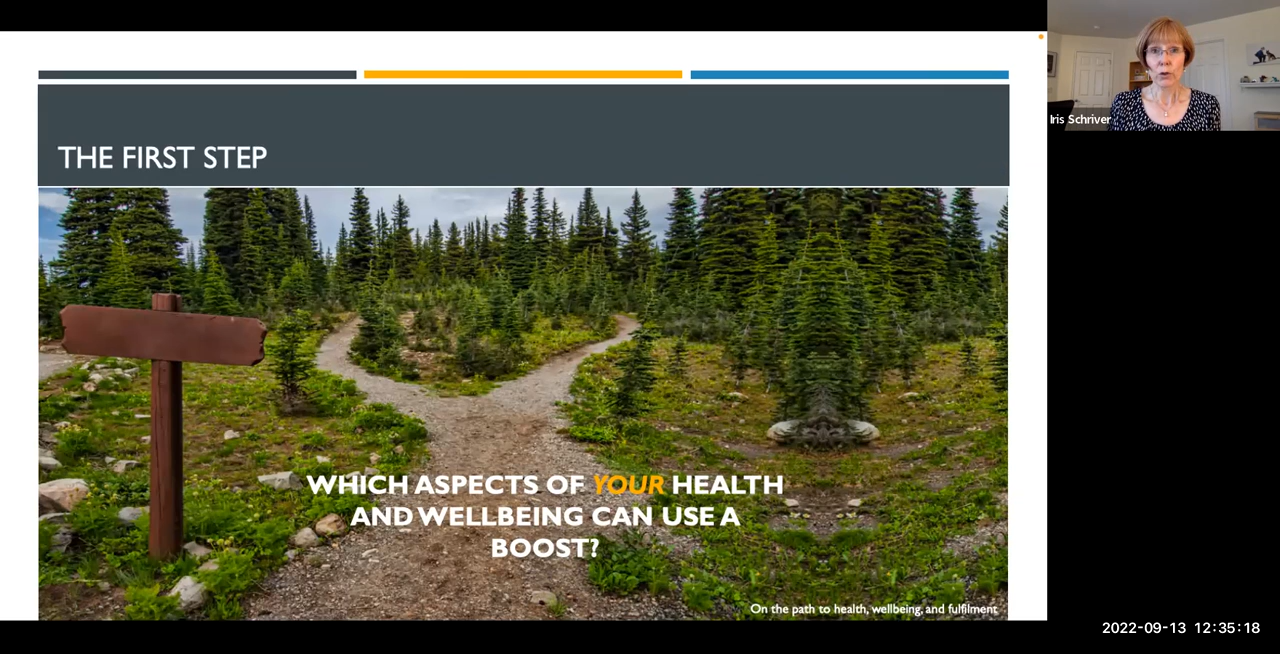 Iris Schriver
THE FIRST STEP
WHICH ASPECTS OF YOUR HEALTH
AND WELLBEING CAN USE A
BOOST?
On the path to health, wellbeing, and fulfilment
2022-09-13 12:35:18